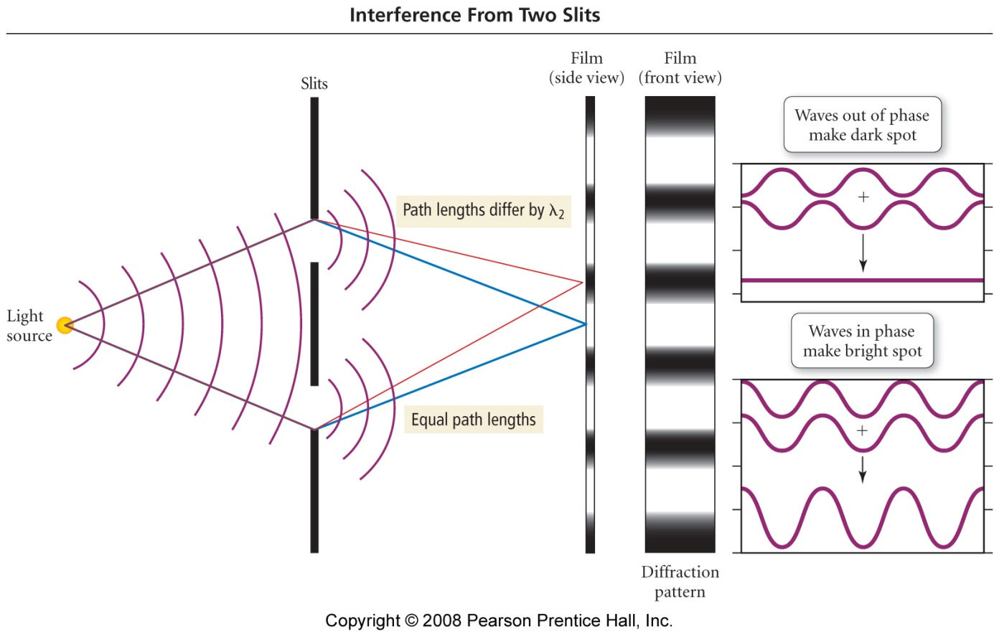 Interference From Two Slits
Film
(side view)
Film
(front view)
Slits
Waves out of phase
make dark spot
+
Path lengths differ by λ₂
Light
source
Waves in phase
make bright spot
Equal path lengths
+
Diffraction
pattern
Copyright © 2008 Pearson Prentice Hall, Inc.